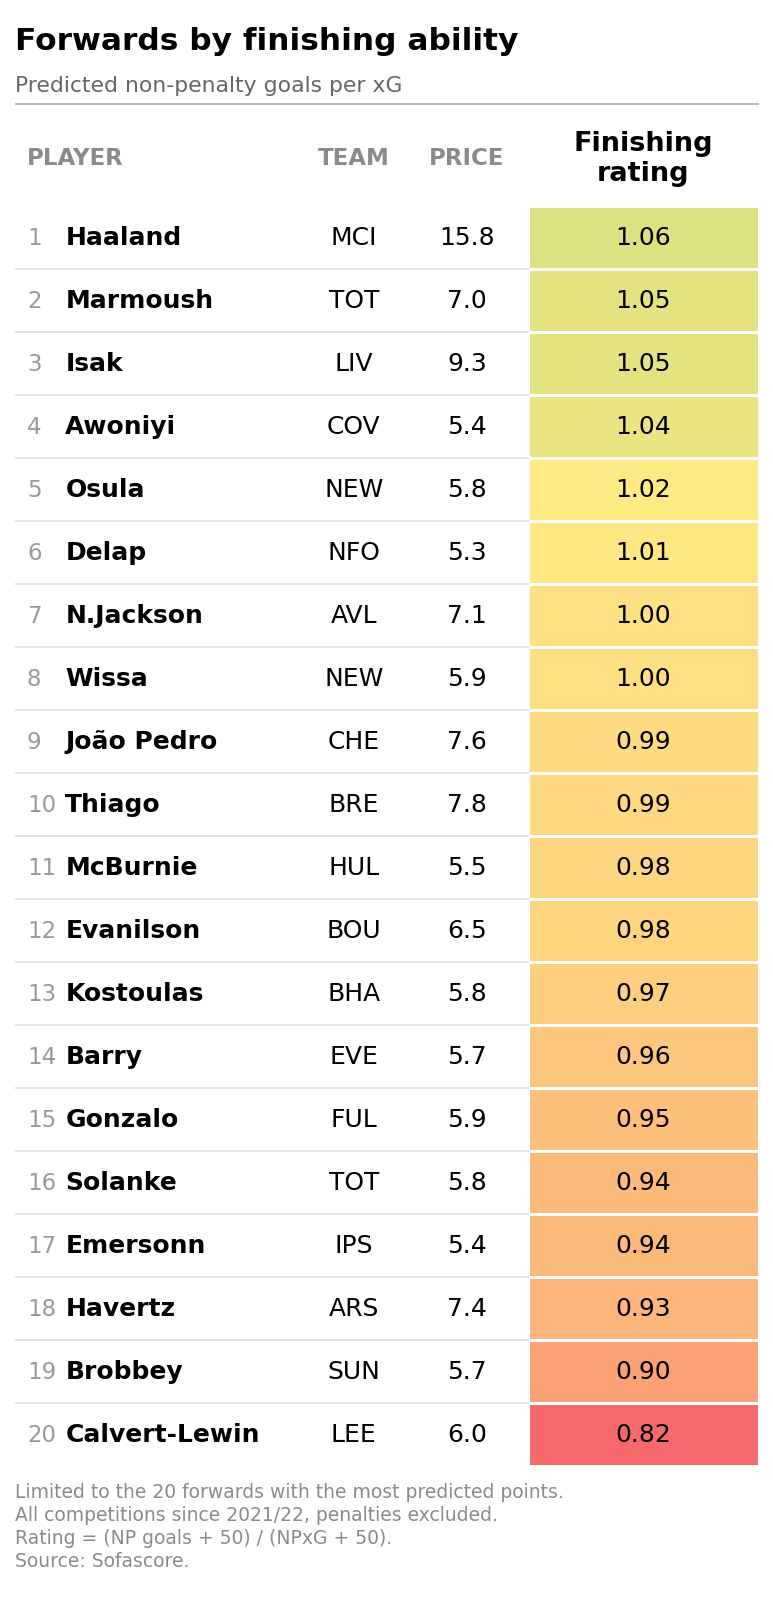 Forwards by finishing ability
Predicted non-penalty goals per xG
PLAYER TEAM PRICE Finishing rating
1 Haaland MCI 15.8 1.06
2 Marmoush TOT 7.0 1.05
3 Isak LIV 9.3 1.05
4 Awoniyi COV 5.4 1.04
5 Osula NEW 5.8 1.02
6 Delap NFO 5.3 1.01
7 N.Jackson AVL 7.1 1.00
8 Wissa NEW 5.9 1.00
9 João Pedro CHE 7.6 0.99
10 Thiago BRE 7.8 0.99
11 McBurnie HUL 5.5 0.98
12 Evanilson BOU 6.5 0.98
13 Kostoulas BHA 5.8 0.97
14 Barry EVE 5.7 0.96
15 Gonzalo FUL 5.9 0.95
16 Solanke TOT 5.8 0.94
17 Emersonn IPS 5.4 0.94
18 Havertz ARS 7.4 0.93
19 Brobbey SUN 5.7 0.90
20 Calvert-Lewin LEE 6.0 0.82
Limited to the 20 forwards with the most predicted points.
All competitions since 2021/22, penalties excluded.
Rating = (NP goals + 50) / (NPxG + 50).
Source: Sofascore.